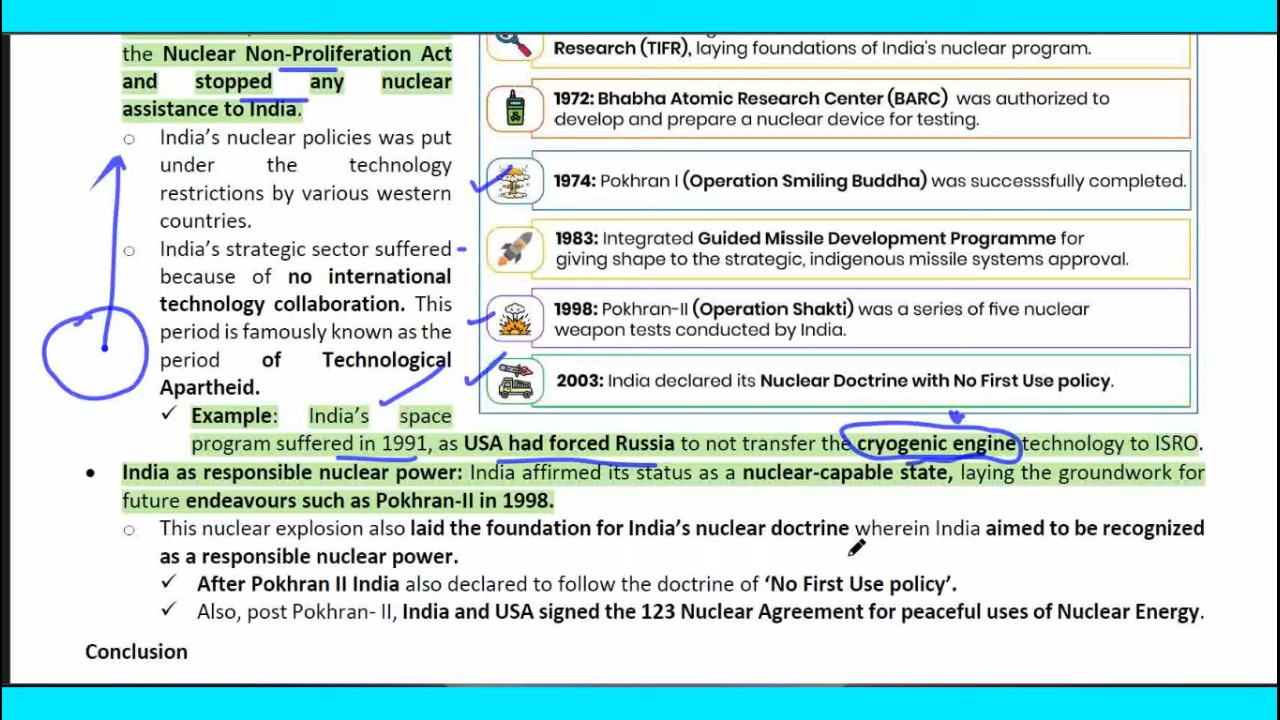 the Nuclear Non-Proliferation Act
and stopped any nuclear
assistance to India.
○ India's nuclear policies was put
under the technology
restrictions by various western
countries.
○ India's strategic sector suffered
because of no international
technology collaboration. This
period is famously known as the
period of Technological
Apartheid.
✓ Example: India's space
program suffered in 1991, as USA had forced Russia to not transfer the cryogenic engine technology to ISRO.
Research (TIFR), laying foundations of India's nuclear program.
1972: Bhabha Atomic Research Center (BARC) was authorized to
develop and prepare a nuclear device for testing.
1974: Pokhran I (Operation Smiling Buddha) was successsfully completed.
1983: Integrated Guided Missile Development Programme for
giving shape to the strategic, indigenous missile systems approval.
1998: Pokhran-II (Operation Shakti) was a series of five nuclear
weapon tests conducted by India.
2003: India declared its Nuclear Doctrine with No First Use policy.
• India as responsible nuclear power: India affirmed its status as a nuclear-capable state, laying the groundwork for
future endeavours such as Pokhran-II in 1998.
○ This nuclear explosion also laid the foundation for India's nuclear doctrine wherein India aimed to be recognized
as a responsible nuclear power.
✓ After Pokhran II India also declared to follow the doctrine of 'No First Use policy'.
✓ Also, post Pokhran- II, India and USA signed the 123 Nuclear Agreement for peaceful uses of Nuclear Energy.
Conclusion